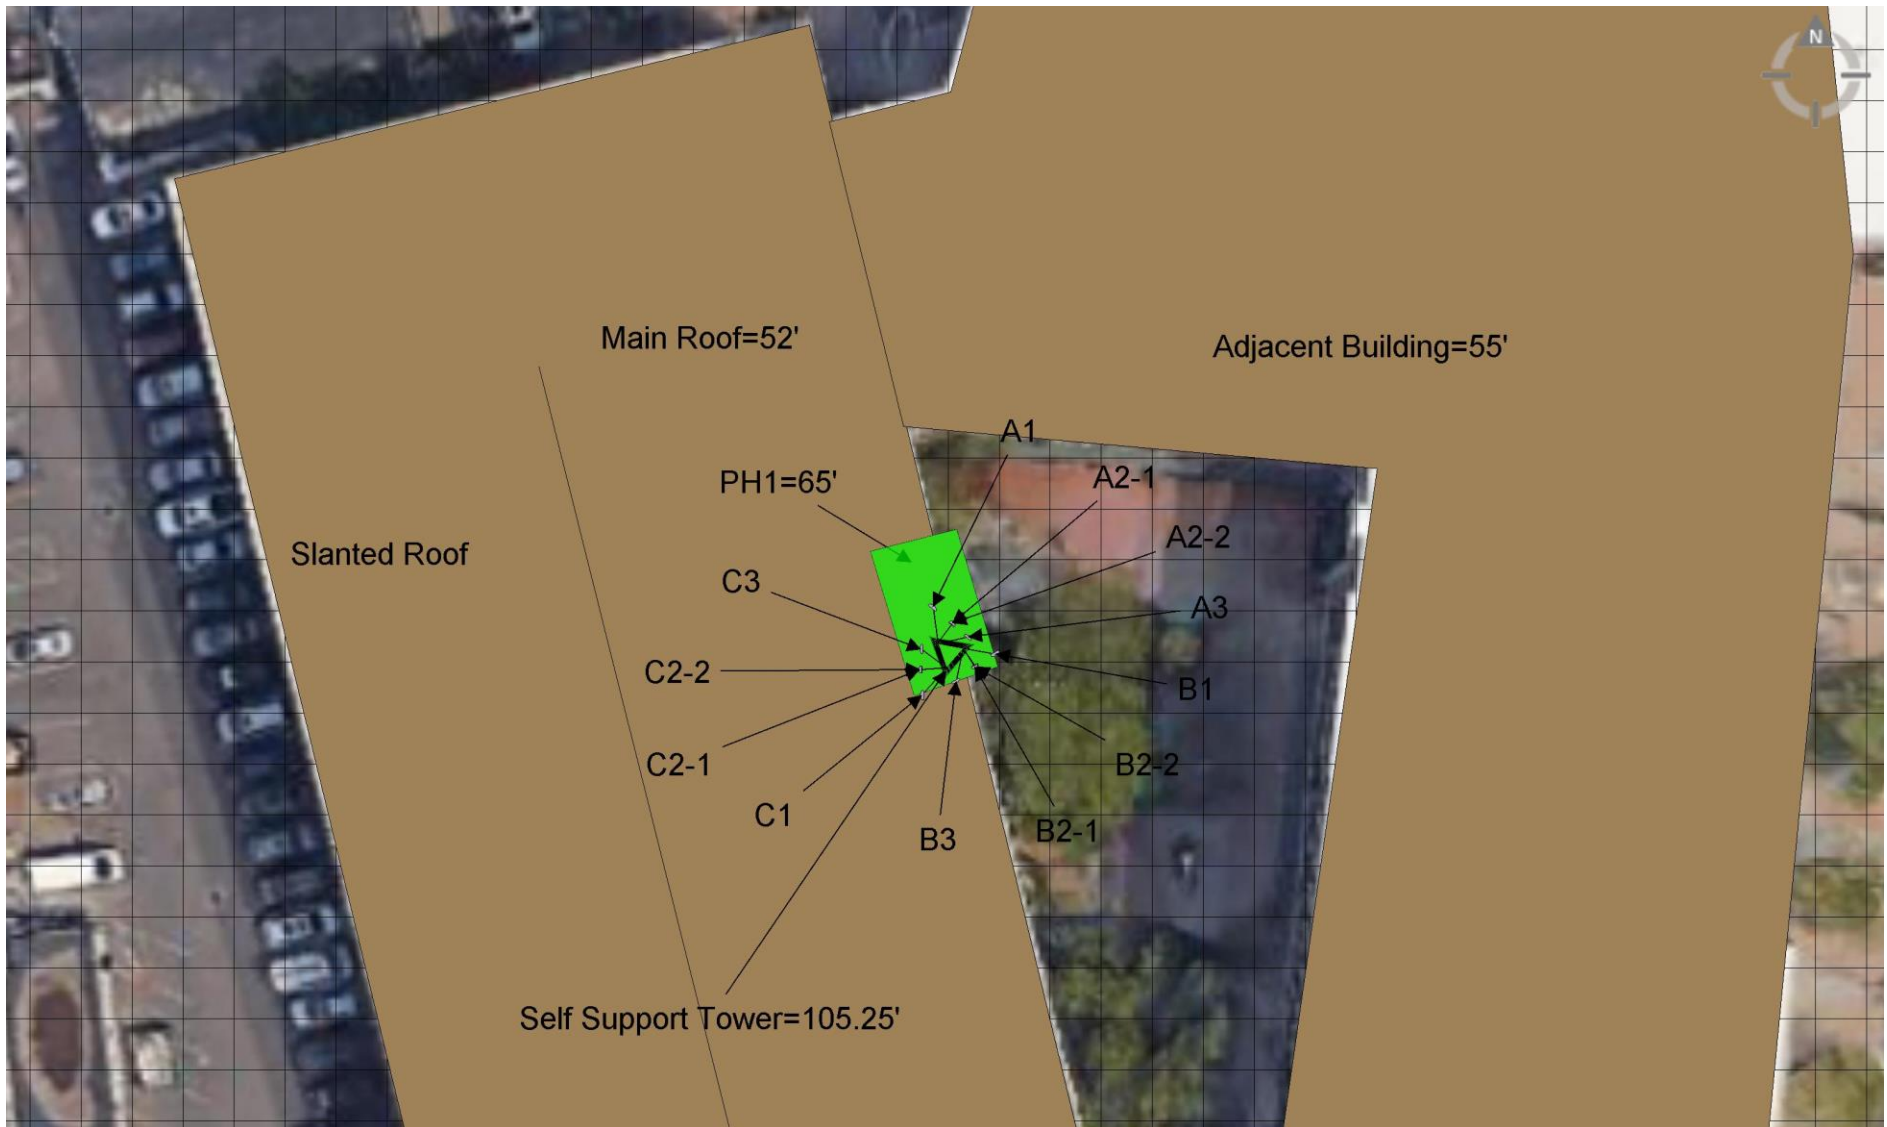 N
Main Roof=52'
Adjacent Building=55'
A1
A2-1
PH1=65'
A2-2
Slanted Roof
C3
A3
C2-2
B1
C2-1
B2-2
C1
B2-1
B3
Self Support Tower=105.25'